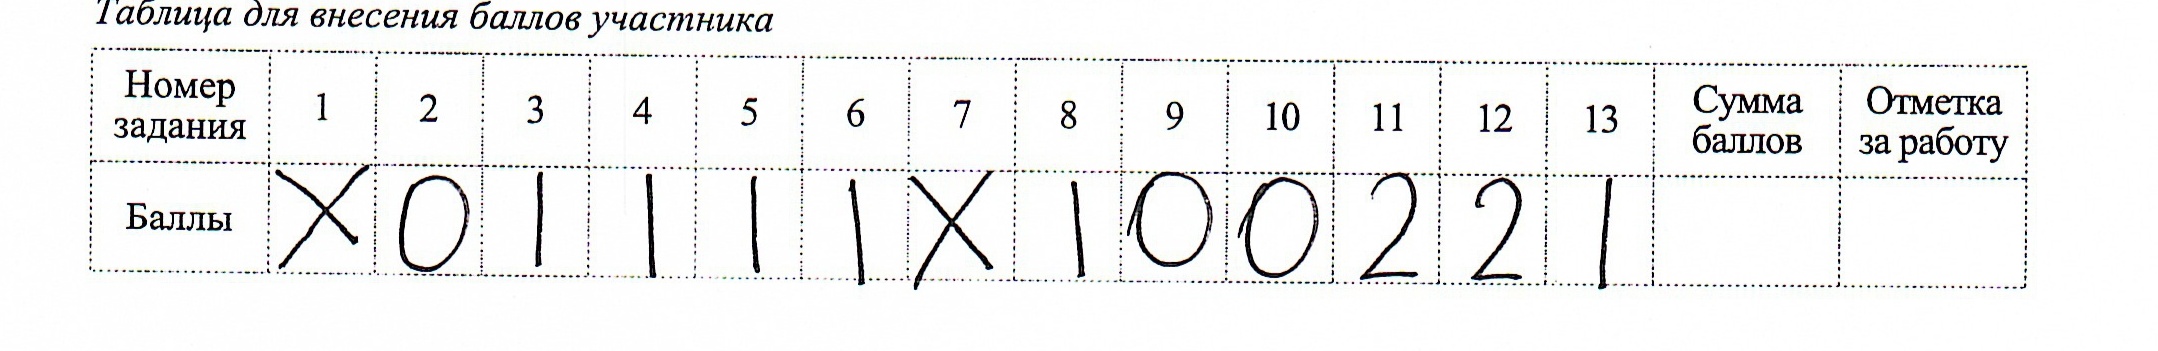 Таблица для внесения баллов участника
Номер задания 1 2 3 4 5 6 7 8 9 10 11 12 13 Сумма баллов Отметка за работу
Баллы X 0 1 1 1 1 X 1 0 0 2 2 1